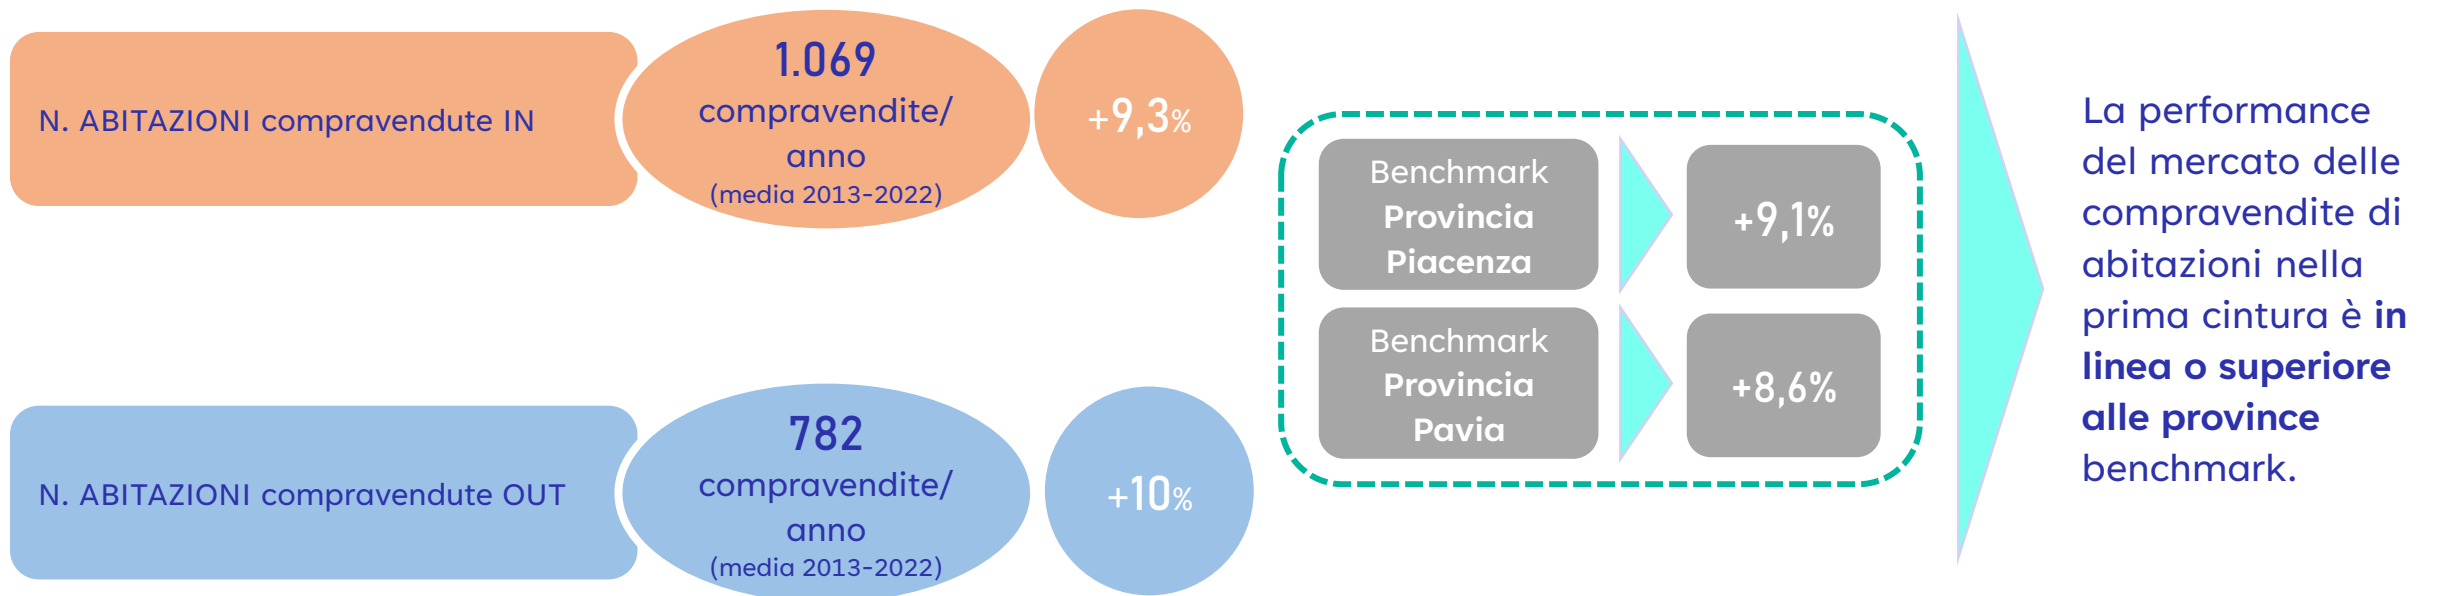 N. ABITAZIONI compravendute IN
1.069
compravendite/
anno
(media 2013-2022)
+9,3%
N. ABITAZIONI compravendute OUT
782
compravendite/
anno
(media 2013-2022)
+10%
Benchmark
Provincia
Piacenza
+9,1%
Benchmark
Provincia
Pavia
+8,6%
La performance
del mercato delle
compravendite di
abitazioni nella
prima cintura è in
linea o superiore
alle province
benchmark.